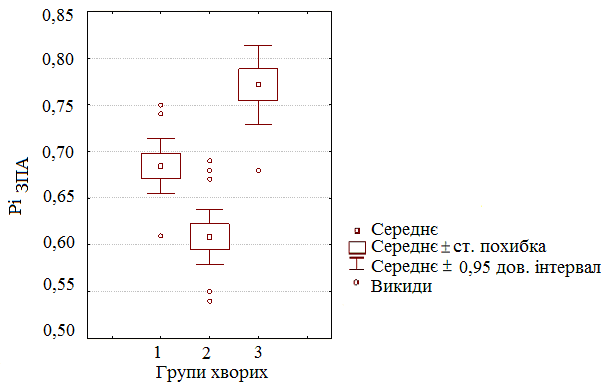 0,85
0,80
0,75
0,70
0,65
0,60
0,55
0,50
Pi ЗПА
1 2 3
Групи хворих
Середнє
Середнє ± ст. похибка
Середнє ± 0,95 дов. інтервал
Викиди